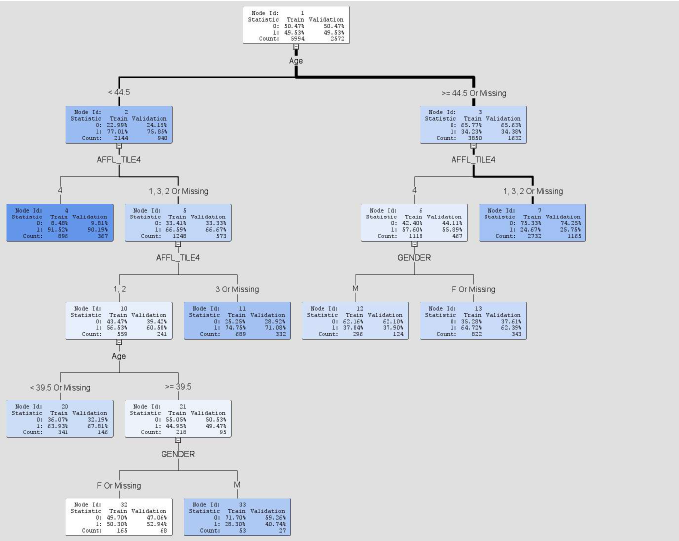 Node Id: 1
Statistic Train Validation
0: 50.47% 50.47%
1: 49.53% 49.53%
Count: 5994 2572
Age
< 44.5
>= 44.5 Or Missing
Node Id: 2
Statistic Train Validation
0: 22.99% 24.15%
1: 77.01% 75.85%
Count: 2144 940
Node Id: 3
Statistic Train Validation
0: 65.77% 65.63%
1: 34.23% 34.38%
Count: 3850 1632
AFFL_TILE4
AFFL_TILE4
4
1, 3, 2 Or Missing
4
1, 3, 2 Or Missing
Node Id: 4
Statistic Train Validation
0: 8.48% 9.81%
1: 91.52% 90.19%
Count: 896 367
Node Id: 5
Statistic Train Validation
0: 33.41% 33.33%
1: 66.59% 66.67%
Count: 1248 573
Node Id: 6
Statistic Train Validation
0: 42.40% 44.11%
1: 57.60% 55.89%
Count: 1118 467
Node Id: 7
Statistic Train Validation
0: 75.33% 74.25%
1: 24.67% 25.75%
Count: 2732 1165
AFFL_TILE4
GENDER
1, 2
3 Or Missing
M
F Or Missing
Node Id: 10
Statistic Train Validation
0: 43.47% 39.42%
1: 56.53% 60.58%
Count: 559 241
Node Id: 11
Statistic Train Validation
0: 25.25% 28.92%
1: 74.75% 71.08%
Count: 689 332
Node Id: 12
Statistic Train Validation
0: 62.16% 62.10%
1: 37.84% 37.90%
Count: 296 124
Node Id: 13
Statistic Train Validation
0: 35.28% 37.61%
1: 64.72% 62.39%
Count: 822 343
Age
< 39.5 Or Missing
>= 39.5
Node Id: 20
Statistic Train Validation
0: 36.07% 32.19%
1: 63.93% 67.81%
Count: 341 146
Node Id: 21
Statistic Train Validation
0: 55.05% 50.53%
1: 44.95% 49.47%
Count: 218 95
GENDER
F Or Missing
M
Node Id: 32
Statistic Train Validation
0: 49.70% 47.06%
1: 50.30% 52.94%
Count: 165 68
Node Id: 33
Statistic Train Validation
0: 71.70% 59.26%
1: 28.30% 40.74%
Count: 53 27